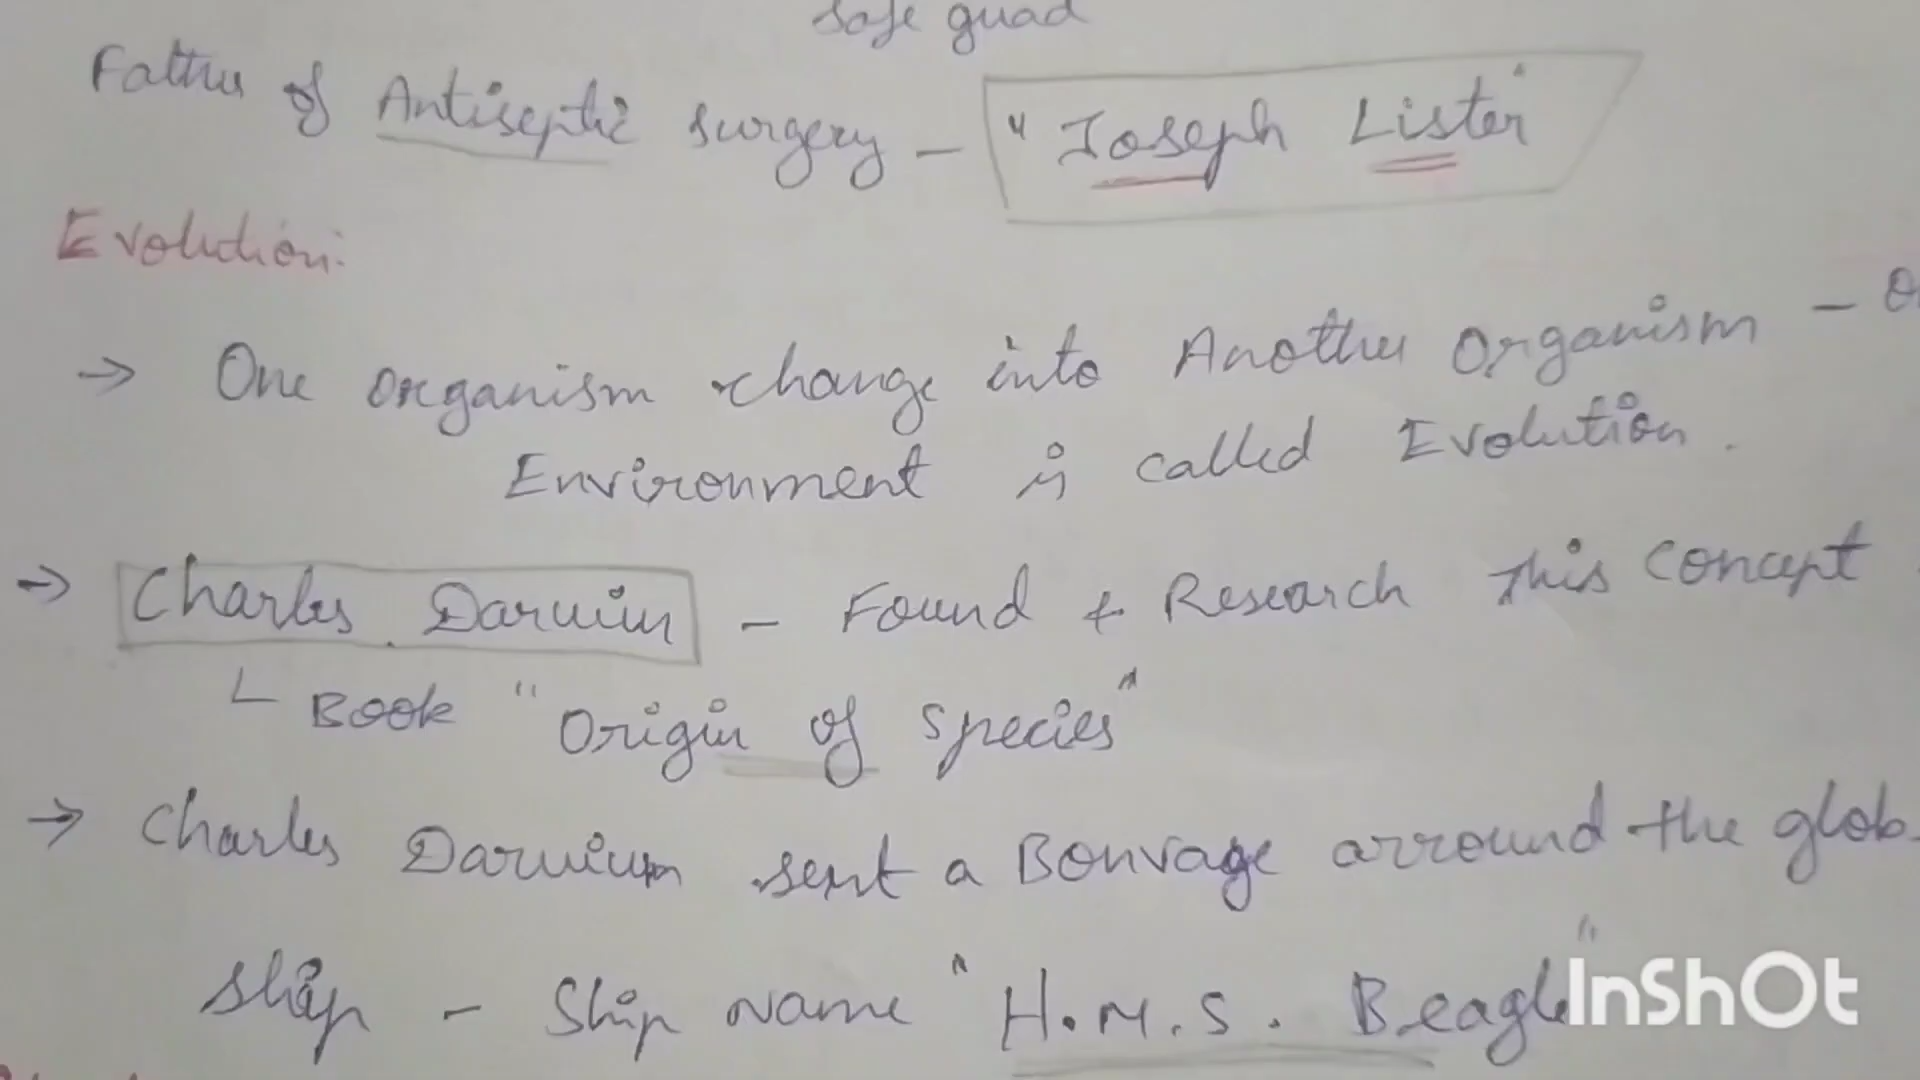 safe guad
Father of Antiseptic surgery - "Joseph Lister"
Evolution:
→ One organism change into Another organism -
Environment is called Evolution.
→ Charles Darwin - Found & Research this concept
Book "Origin of species"
→ Charles Darwin sent a Bonvage arround the glob
ship - Ship name "H.M.S. Beagle"
InShOt